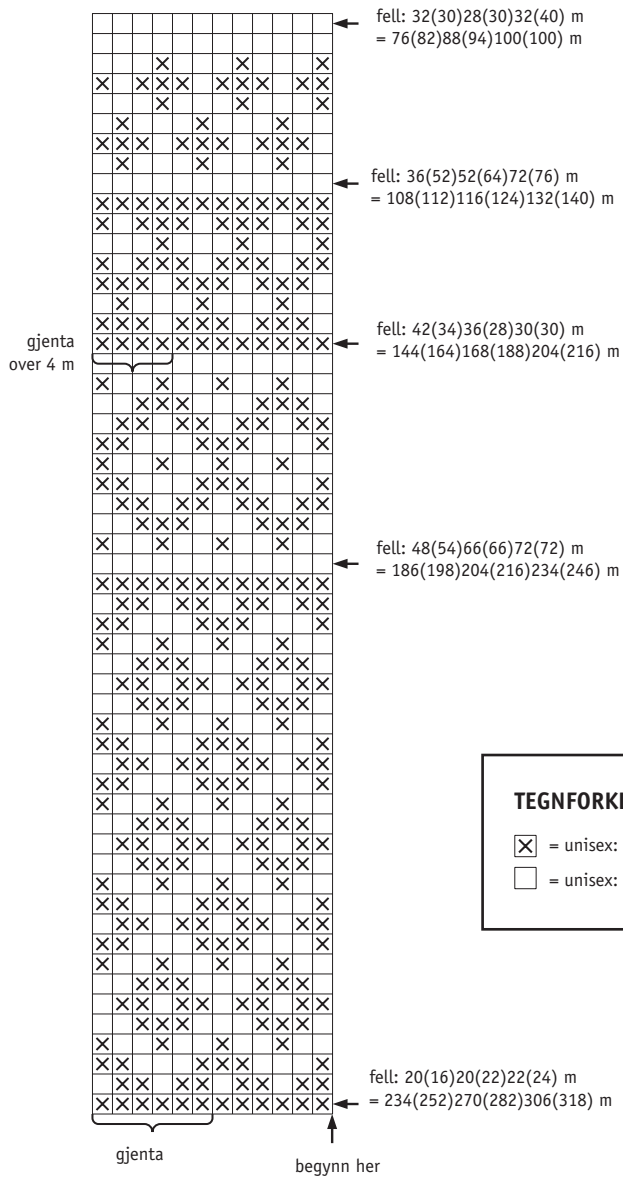 fell: 32(30)28(30)32(40) m
= 76(82)88(94)100(100) m
fell: 36(52)52(64)72(76) m
= 108(112)116(124)132(140) m
gjenta
over 4 m
fell: 42(34)36(28)30(30) m
= 144(164)168(188)204(216) m
fell: 48(54)66(66)72(72) m
= 186(198)204(216)234(246) m
= unisex:
= unisex:
fell: 20(16)20(22)22(24) m
= 234(252)270(282)306(318) m
gjenta
begynn her